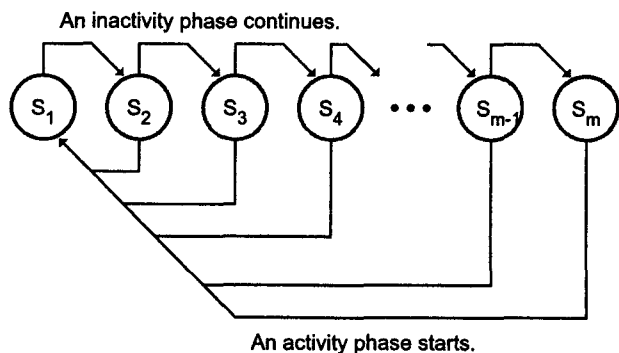 An inactivity phase continues.
S1 S2 S3 S4 ••• Sm-1 Sm
An activity phase starts.